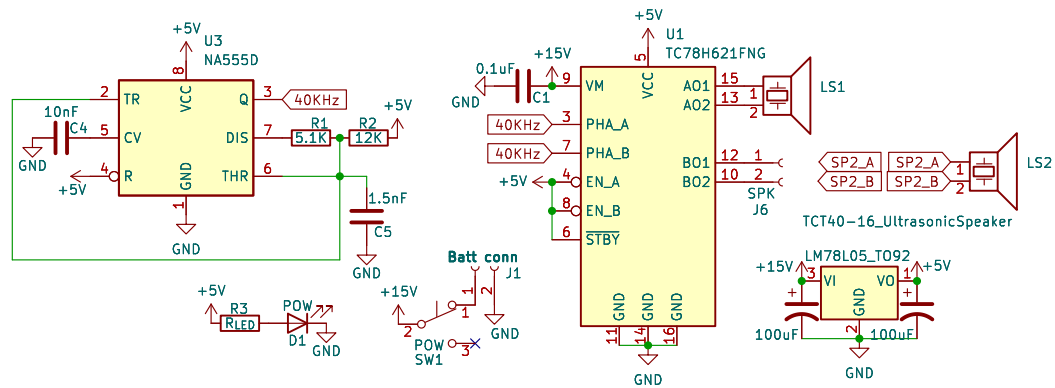 +5V
U3
NA555D
8
VCC
2
TR
Q
3
40KHz
10nF
C4
5
CV
DIS
7
R1
5.1K
R2
12K
+5V
GND
+5V
4
R
GND
THR
6
1
GND
1.5nF
C5
GND
+5V
R3
RLED
POW
D1
GND
Batt conn
J1
1
2
+15V
2
1
GND
POW
SW1
3
+5V
U1
TC78H621FNG
+15V
0.1uF
C1
GND
5
9
VM
VCC
AO1
15
AO2
13
LS1
1
2
40KHz
3
PHA_A
40KHz
7
PHA_B
+5V
4
EN_A
8
EN_B
6
STBY
BO1
12
1
BO2
10
2
SPK
J6
GND
GND
GND
11
14
16
GND
SP2_A
SP2_A
SP2_B
SP2_B
1
2
LS2
TCT40-16_UltrasonicSpeaker
LM78L05_TO92
+15V
3
VI
VO
1
+5V
GND
2
+
+
100uF
100uF
GND